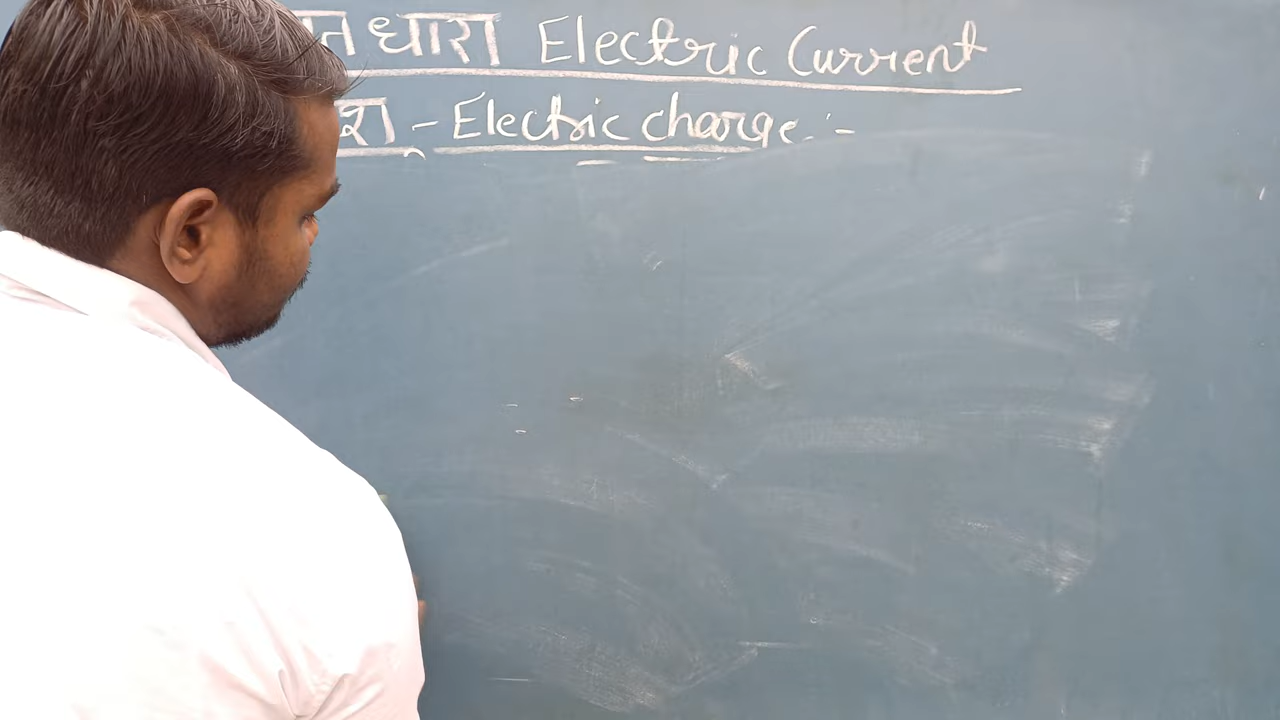 धारा Electric Current
- Electric charge :-